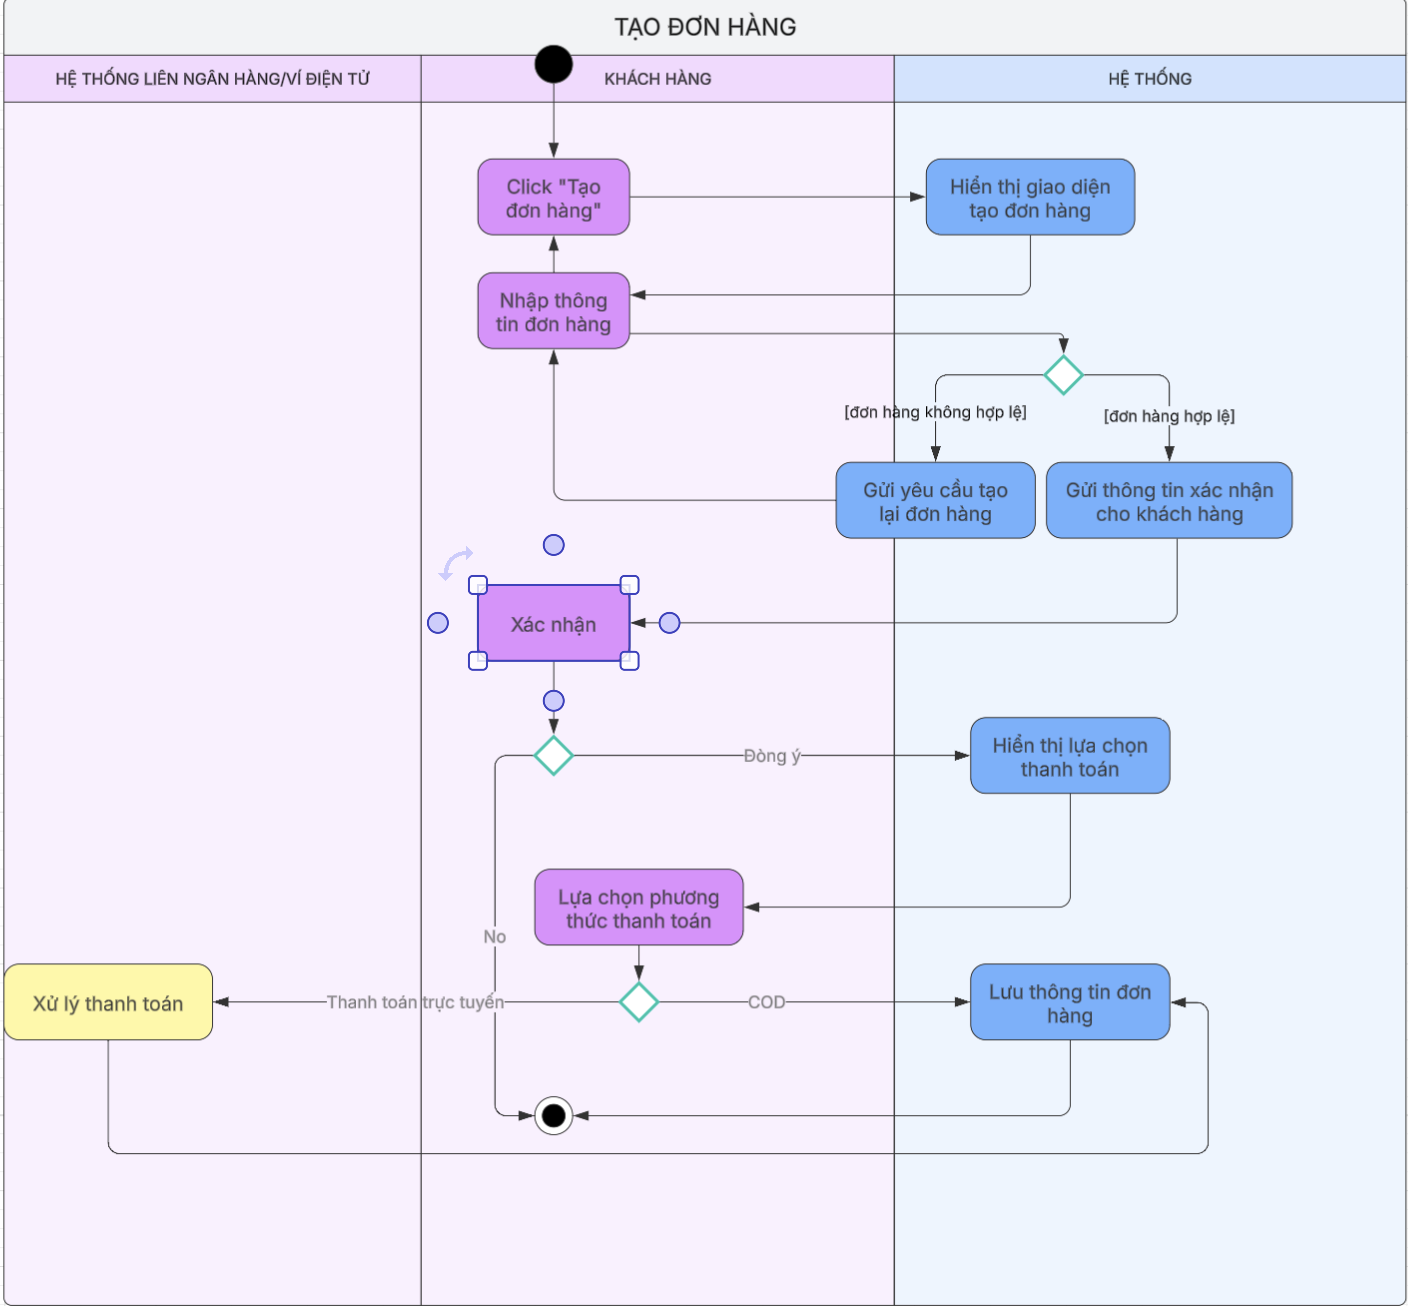 TẠO ĐƠN HÀNG
HỆ THỐNG LIÊN NGÂN HÀNG/VÍ ĐIỆN TỬ
KHÁCH HÀNG
HỆ THỐNG
Click "Tạo
đơn hàng"
Hiển thị giao diện
tạo đơn hàng
Nhập thông
tin đơn hàng
[đơn hàng không hợp lệ]
[đơn hàng hợp lệ]
Gửi yêu cầu tạo
lại đơn hàng
Gửi thông tin xác nhận
cho khách hàng
Xác nhận
Đòng ý
Hiển thị lựa chọn
thanh toán
Lựa chọn phương
thức thanh toán
No
Xử lý thanh toán
Thanh toán trực tuyến
COD
Lưu thông tin đơn
hàng